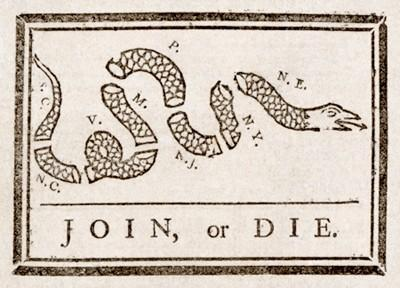 S. C.
N. C.
V.
M.
P.
N. J.
N. Y.
N. E.
JOIN, or DIE.